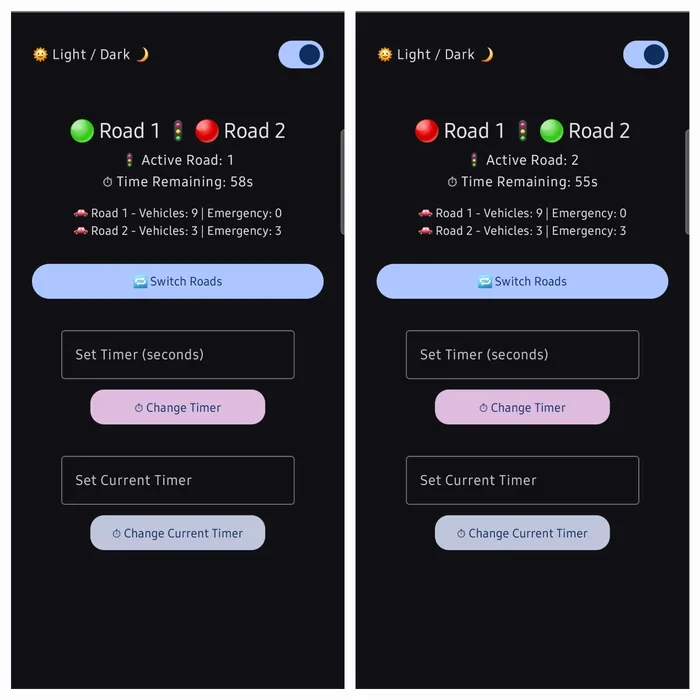 🌞 Light / Dark 🌙
🟢 Road 1 🚦 🔴 Road 2
🚦 Active Road: 1
⏱ Time Remaining: 58s
🚗 Road 1 - Vehicles: 9 | Emergency: 0
🚗 Road 2 - Vehicles: 3 | Emergency: 3
🔁 Switch Roads
Set Timer (seconds)
⏱ Change Timer
Set Current Timer
⏱ Change Current Timer
🌞 Light / Dark 🌙
🔴 Road 1 🚦 🟢 Road 2
🚦 Active Road: 2
⏱ Time Remaining: 55s
🚗 Road 1 - Vehicles: 9 | Emergency: 0
🚗 Road 2 - Vehicles: 3 | Emergency: 3
🔁 Switch Roads
Set Timer (seconds)
⏱ Change Timer
Set Current Timer
⏱ Change Current Timer